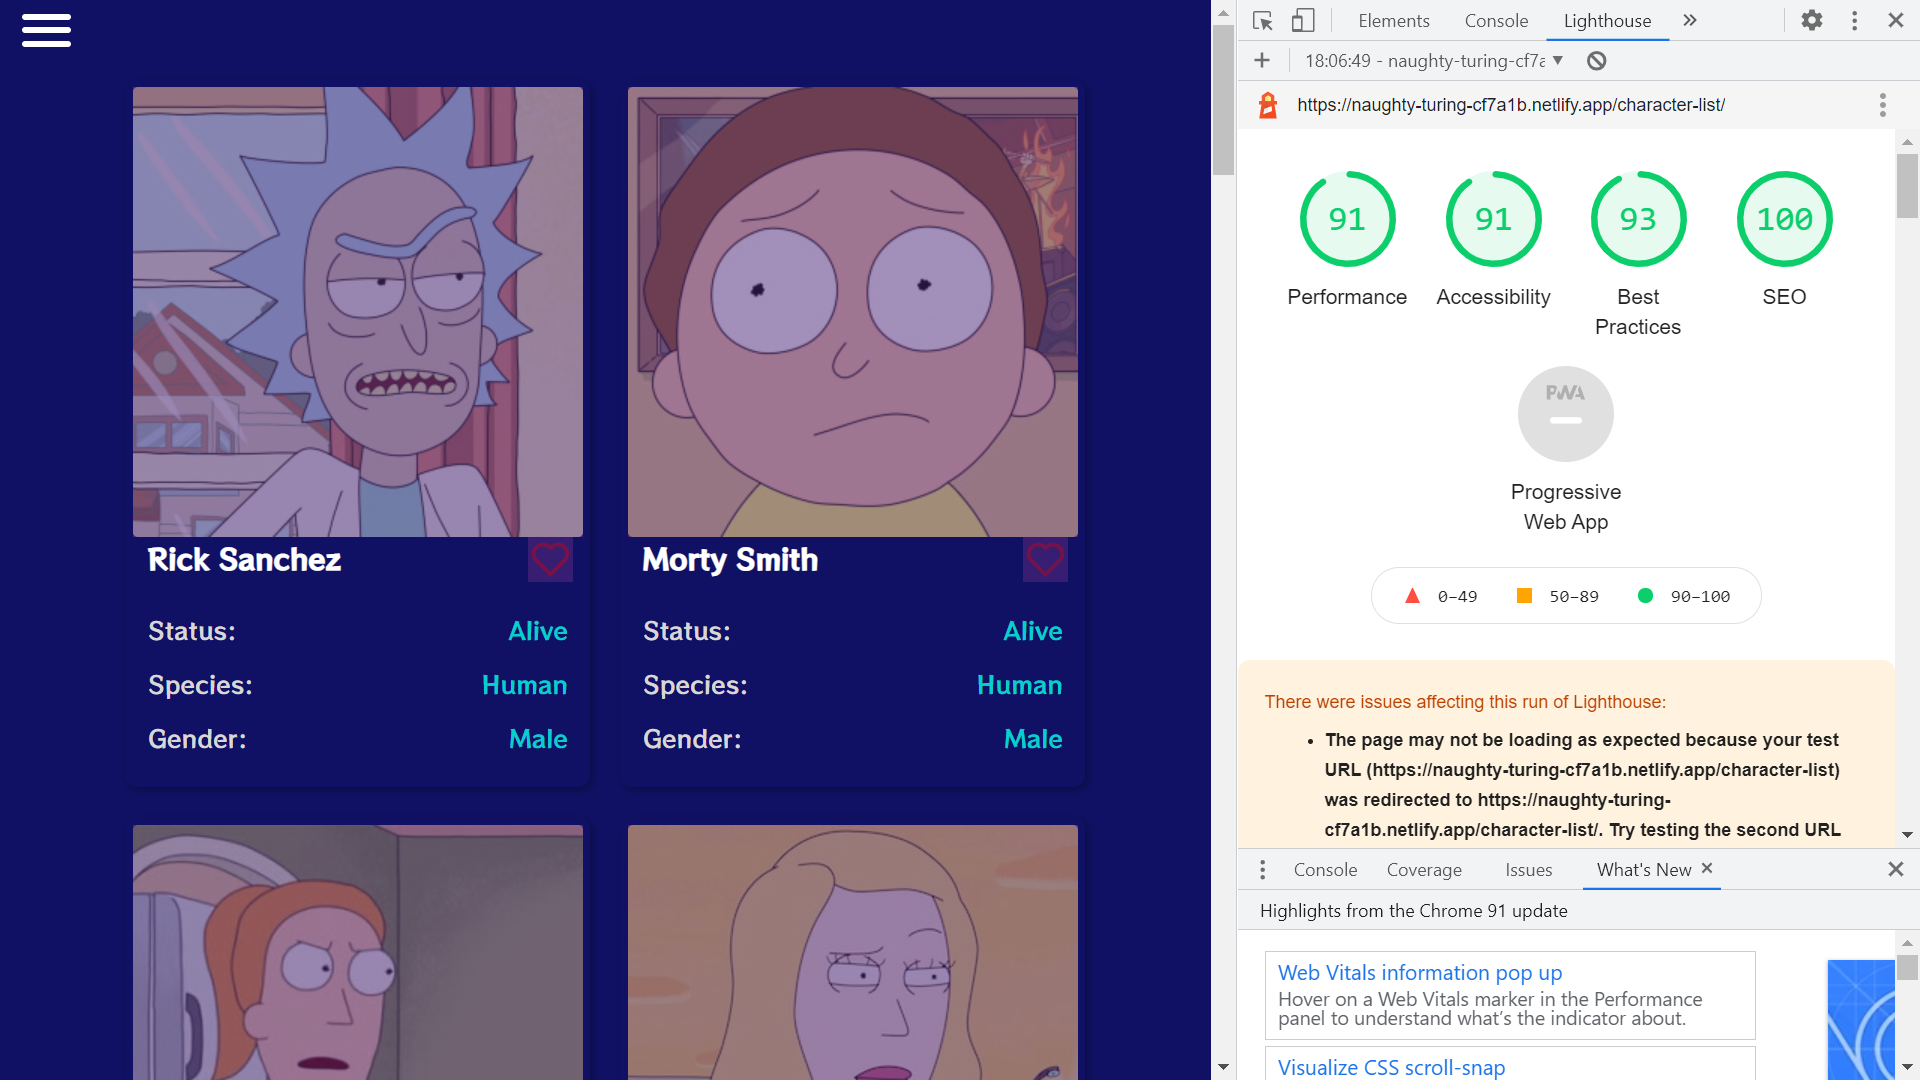 Rick Sanchez
Status: Alive
Species: Human
Gender: Male
Morty Smith
Status: Alive
Species: Human
Gender: Male
Elements Console Lighthouse
18:06:49 - naughty-turing-cf7a
https://naughty-turing-cf7a1b.netlify.app/character-list/
91 91 93 100
Performance Accessibility Best Practices SEO
PWA
Progressive
Web App
0–49 50–89 90–100
There were issues affecting this run of Lighthouse:
• The page may not be loading as expected because your test
URL (https://naughty-turing-cf7a1b.netlify.app/character-list)
was redirected to https://naughty-turing-
cf7a1b.netlify.app/character-list/. Try testing the second URL
Console Coverage Issues What's New
Highlights from the Chrome 91 update
Web Vitals information pop up
Hover on a Web Vitals marker in the Performance
panel to understand what's the indicator about.
Visualize CSS scroll-snap